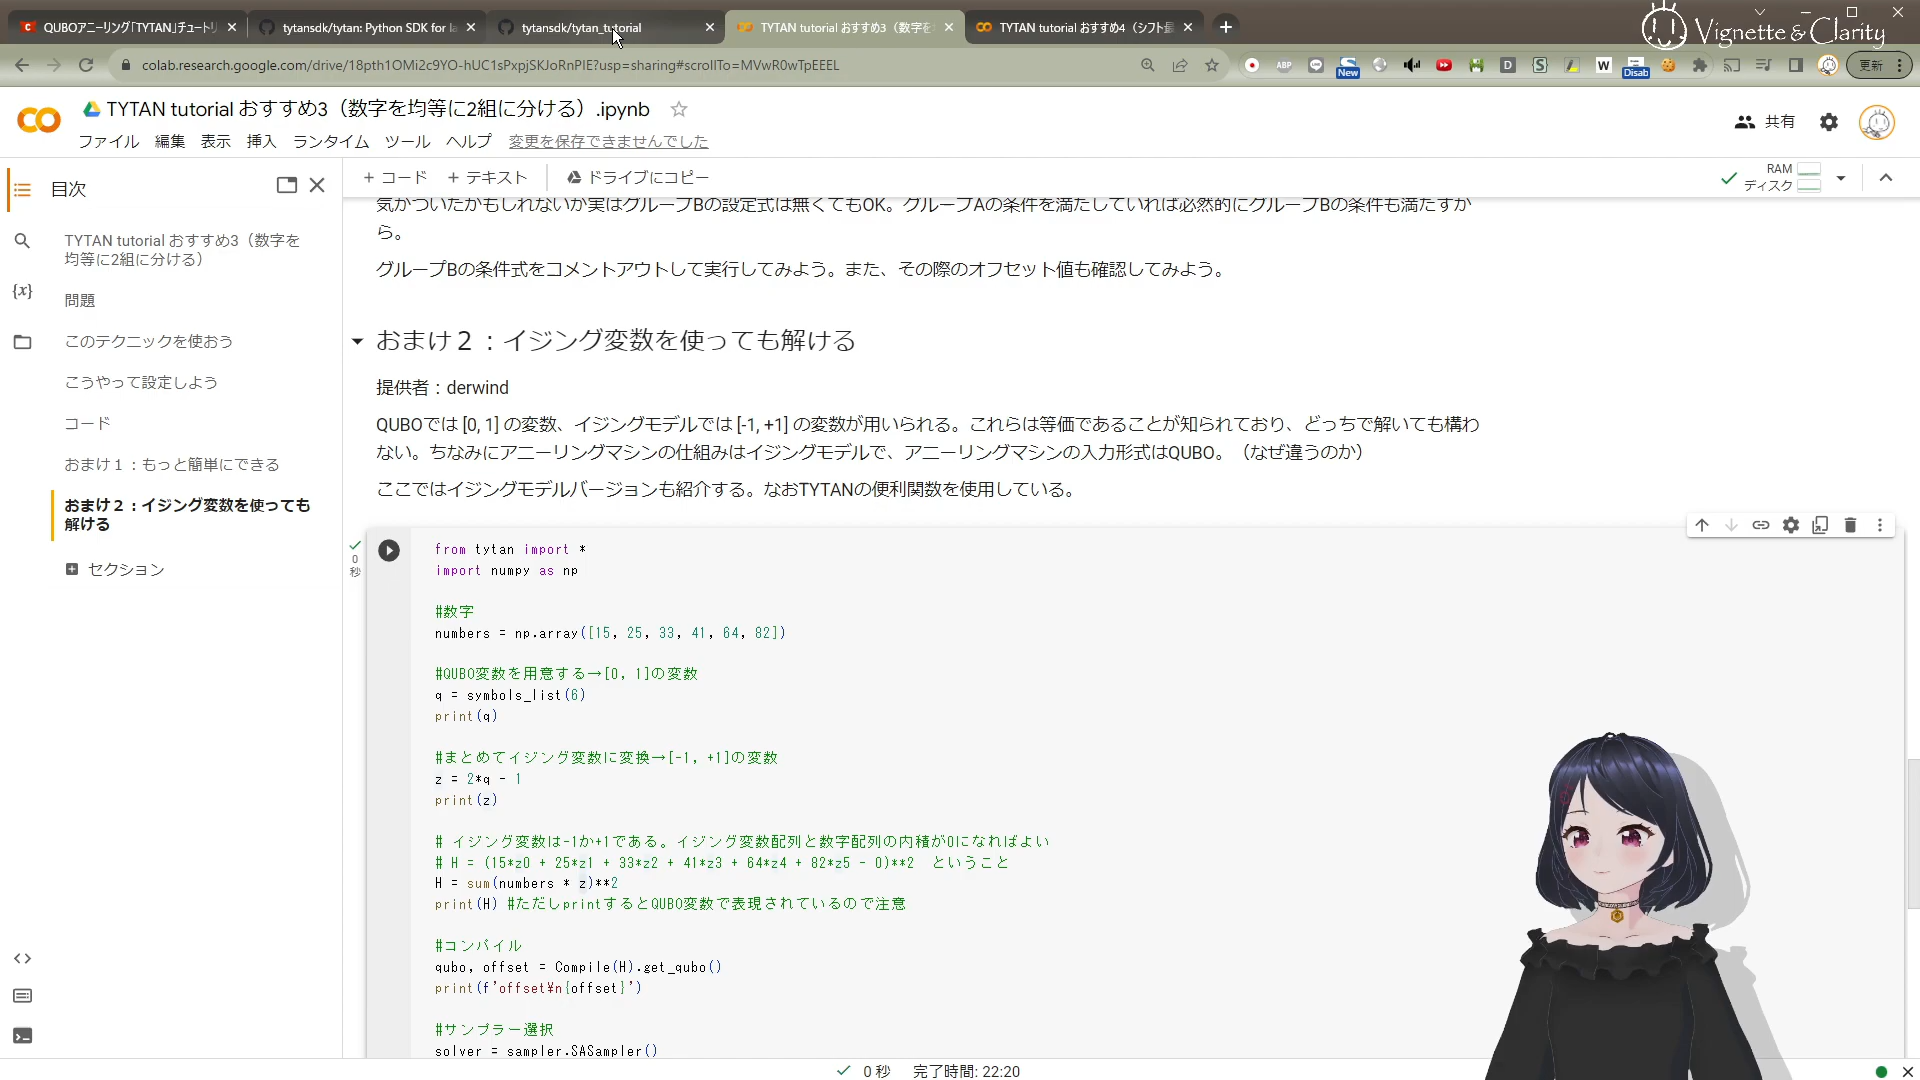 QUBOアニーリング「TYTAN」チュートリ
tytansdk/tytan: Python SDK for la
tytansdk/tytan_tutorial
TYTAN tutorial おすすめ3（数字を
TYTAN tutorial おすすめ4（シフト最
Vignette & Clarity
colab.research.google.com/drive/18pth1OMi2c9YO-hUC1sPxpjSKJoRnPIE?usp=sharing#scrollTo=MVwR0wTpEEEL
ABP
New
D
S
W
Disab
更新
CO
TYTAN tutorial おすすめ3（数字を均等に2組に分ける）.ipynb
ファイル 編集 表示 挿入 ランタイム ツール ヘルプ 変更を保存できませんでした
共有
目次
+ コード + テキスト ドライブにコピー
RAM
ディスク
TYTAN tutorial おすすめ3（数字を
均等に2組に分ける）
問題
このテクニックを使おう
こうやって設定しよう
コード
おまけ１：もっと簡単にできる
おまけ２：イジング変数を使っても
解ける
セクション
{x}
気がついたかもしれないが実はグループBの設定式は無くてもOK。グループAの条件を満たしていれば必然的にグループBの条件も満たすか
ら。
グループBの条件式をコメントアウトして実行してみよう。また、その際のオフセット値も確認してみよう。
おまけ２：イジング変数を使っても解ける
提供者：derwind
QUBOでは [0, 1] の変数、イジングモデルでは [-1, +1] の変数が用いられる。これらは等価であることが知られており、どっちで解いても構わ
ない。ちなみにアニーリングマシンの仕組みはイジングモデルで、アニーリングマシンの入力形式はQUBO。（なぜ違うのか）
ここではイジングモデルバージョンも紹介する。なおTYTANの便利関数を使用している。
0
秒
from tytan import *
import numpy as np
#数字
numbers = np.array([15, 25, 33, 41, 64, 82])
#QUBO変数を用意する→[0, 1]の変数
q = symbols_list(6)
print(q)
#まとめてイジング変数に変換→[-1, +1]の変数
z = 2*q - 1
print(z)
# イジング変数は-1か+1である。イジング変数配列と数字配列の内積が0になればよい
# H = (15*z0 + 25*z1 + 33*z2 + 41*z3 + 64*z4 + 82*z5 - 0)**2 ということ
H = sum(numbers * z)**2
print(H) #ただしprintするとQUBO変数で表現されているので注意
#コンパイル
qubo, offset = Compile(H).get_qubo()
print(f'offset¥n{offset}')
#サンプラー選択
solver = sampler.SASampler()
0 秒 完了時間: 22:20